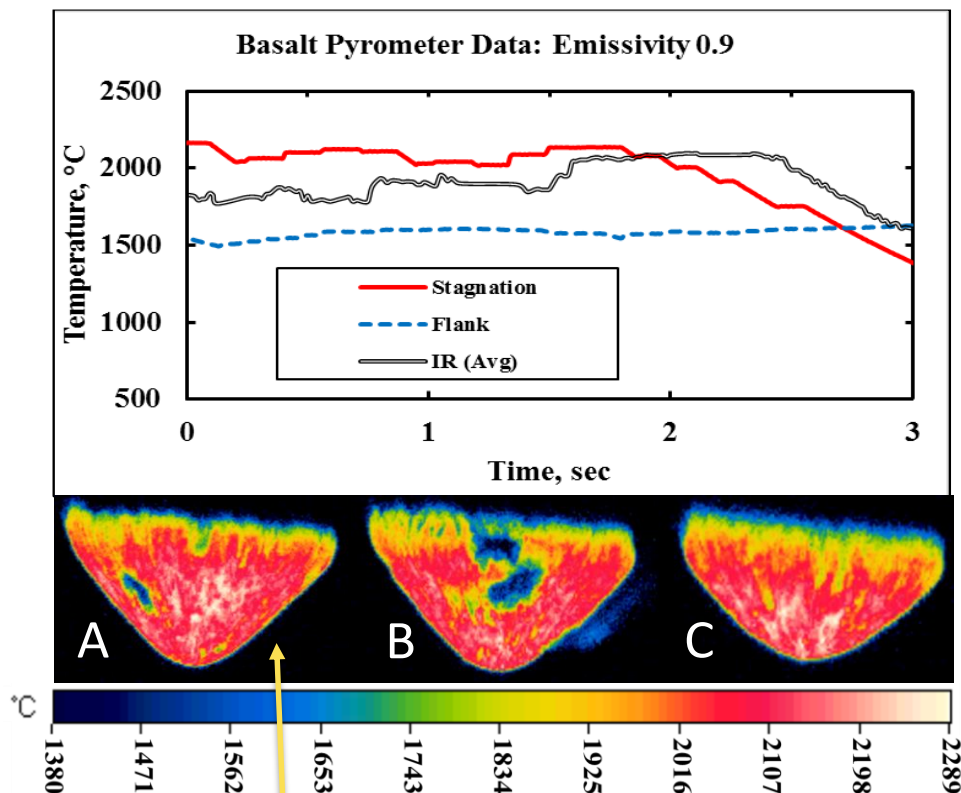 Basalt Pyrometer Data: Emissivity 0.9
2500
2000
1500
1000
500
Temperature, °C
Stagnation
Flank
IR (Avg)
0 1 2 3
Time, sec
A B C
°C
1380 1471 1562 1653 1743 1834 1925 2016 2107 2198 2289